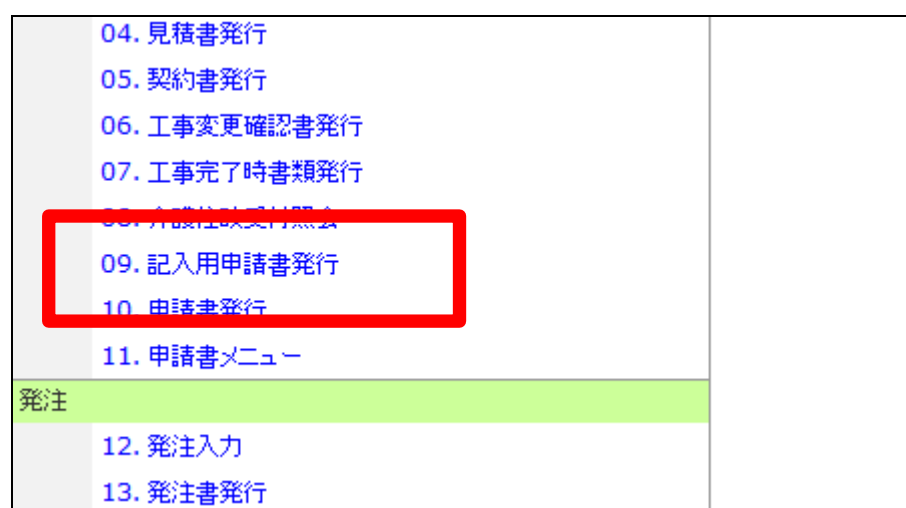 04. 見積書発行
05. 契約書発行
06. 工事変更確認書発行
07. 工事完了時書類発行
09. 記入用申請書発行
10. 申請書発行
11. 申請書メニュー
発注
12. 発注入力
13. 発注書発行